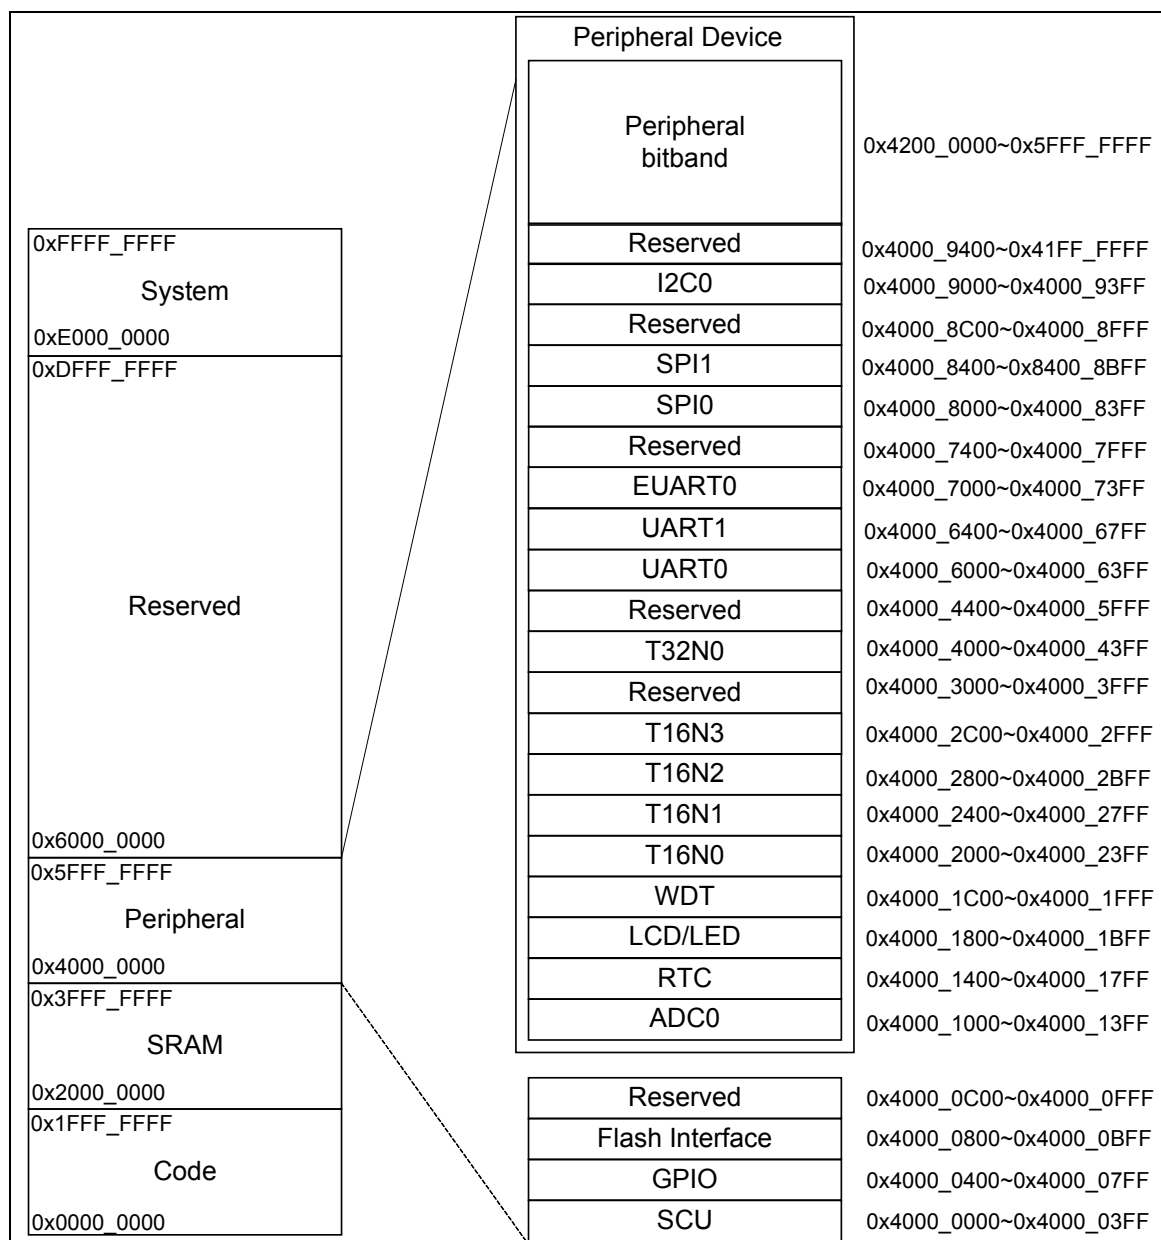 0xFFFF_FFFF
System
0xE000_0000
0xDFFF_FFFF
Reserved
0x6000_0000
0x5FFF_FFFF
Peripheral
0x4000_0000
0x3FFF_FFFF
SRAM
0x2000_0000
0x1FFF_FFFF
Code
0x0000_0000
Peripheral Device
Peripheral
bitband
0x4200_0000~0x5FFF_FFFF
Reserved 0x4000_9400~0x41FF_FFFF
I2C0 0x4000_9000~0x4000_93FF
Reserved 0x4000_8C00~0x4000_8FFF
SPI1 0x4000_8400~0x8400_8BFF
SPI0 0x4000_8000~0x4000_83FF
Reserved 0x4000_7400~0x4000_7FFF
EUART0 0x4000_7000~0x4000_73FF
UART1 0x4000_6400~0x4000_67FF
UART0 0x4000_6000~0x4000_63FF
Reserved 0x4000_4400~0x4000_5FFF
T32N0 0x4000_4000~0x4000_43FF
Reserved 0x4000_3000~0x4000_3FFF
T16N3 0x4000_2C00~0x4000_2FFF
T16N2 0x4000_2800~0x4000_2BFF
T16N1 0x4000_2400~0x4000_27FF
T16N0 0x4000_2000~0x4000_23FF
WDT 0x4000_1C00~0x4000_1FFF
LCD/LED 0x4000_1800~0x4000_1BFF
RTC 0x4000_1400~0x4000_17FF
ADC0 0x4000_1000~0x4000_13FF
Reserved 0x4000_0C00~0x4000_0FFF
Flash Interface 0x4000_0800~0x4000_0BFF
GPIO 0x4000_0400~0x4000_07FF
SCU 0x4000_0000~0x4000_03FF